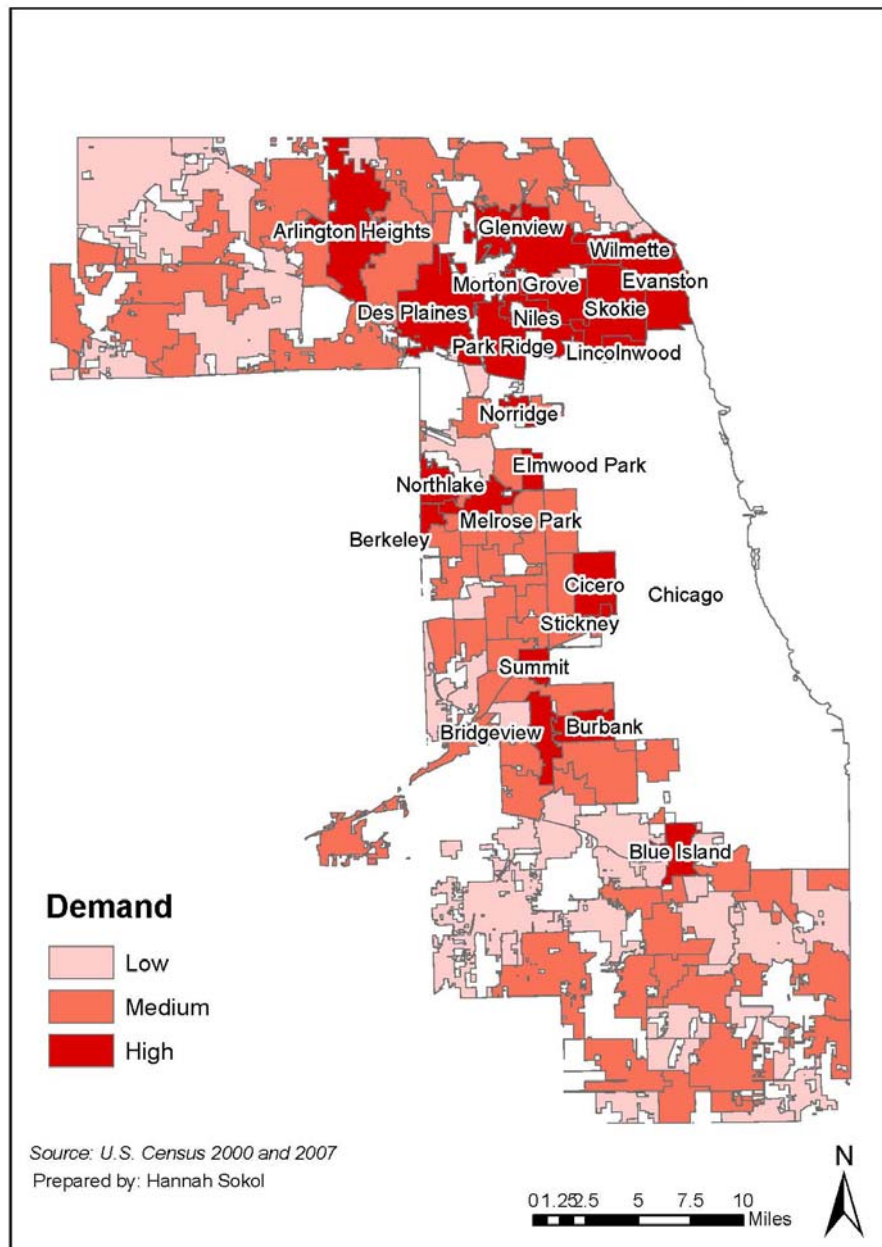 Arlington Heights
Glenview
Wilmette
Evanston
Morton Grove
Des Plaines
Niles
Skokie
Park Ridge
Lincolnwood
Norridge
Elmwood Park
Northlake
Melrose Park
Berkeley
Cicero
Chicago
Stickney
Summit
Bridgeview
Burbank
Blue Island
Demand
Low
Medium
High
Source: U.S. Census 2000 and 2007
Prepared by: Hannah Sokol
N
0 1.25 2.5 5 7.5 10
Miles